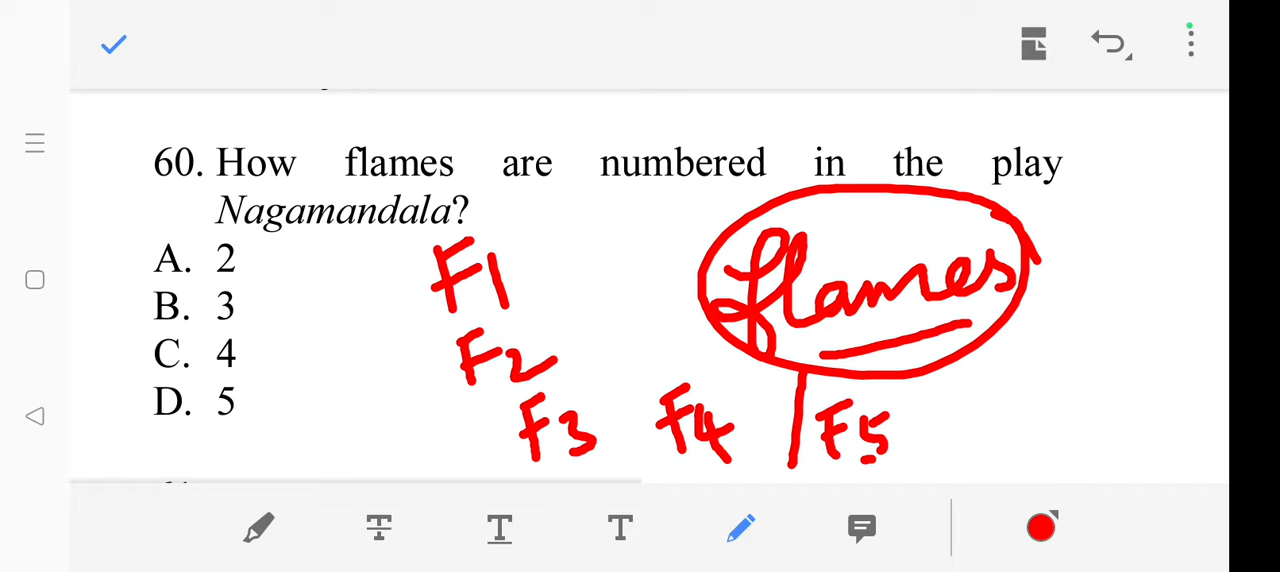 60. How flames are numbered in the play
Nagamandala?
A. 2
B. 3
C. 4
D. 5
F1
F2
F3
F4
F5
flames
T
T
T